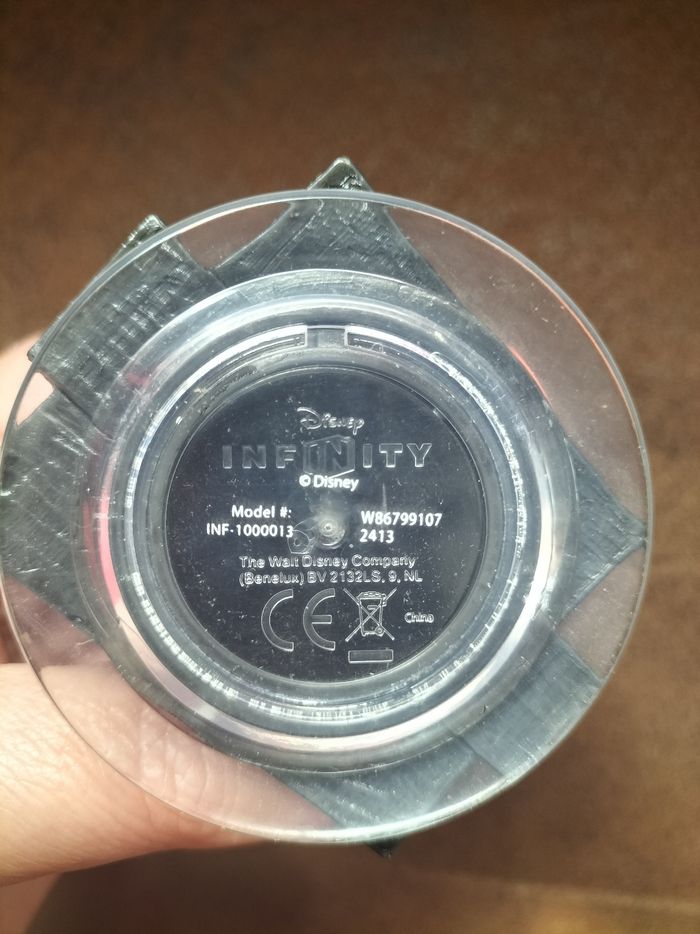 Disney
INFINITY
© Disney
Model #:
INF-1000013
W86799107
2413
The Walt Disney Company
(Benelux) BV 2132LS, 9, NL
CE
China